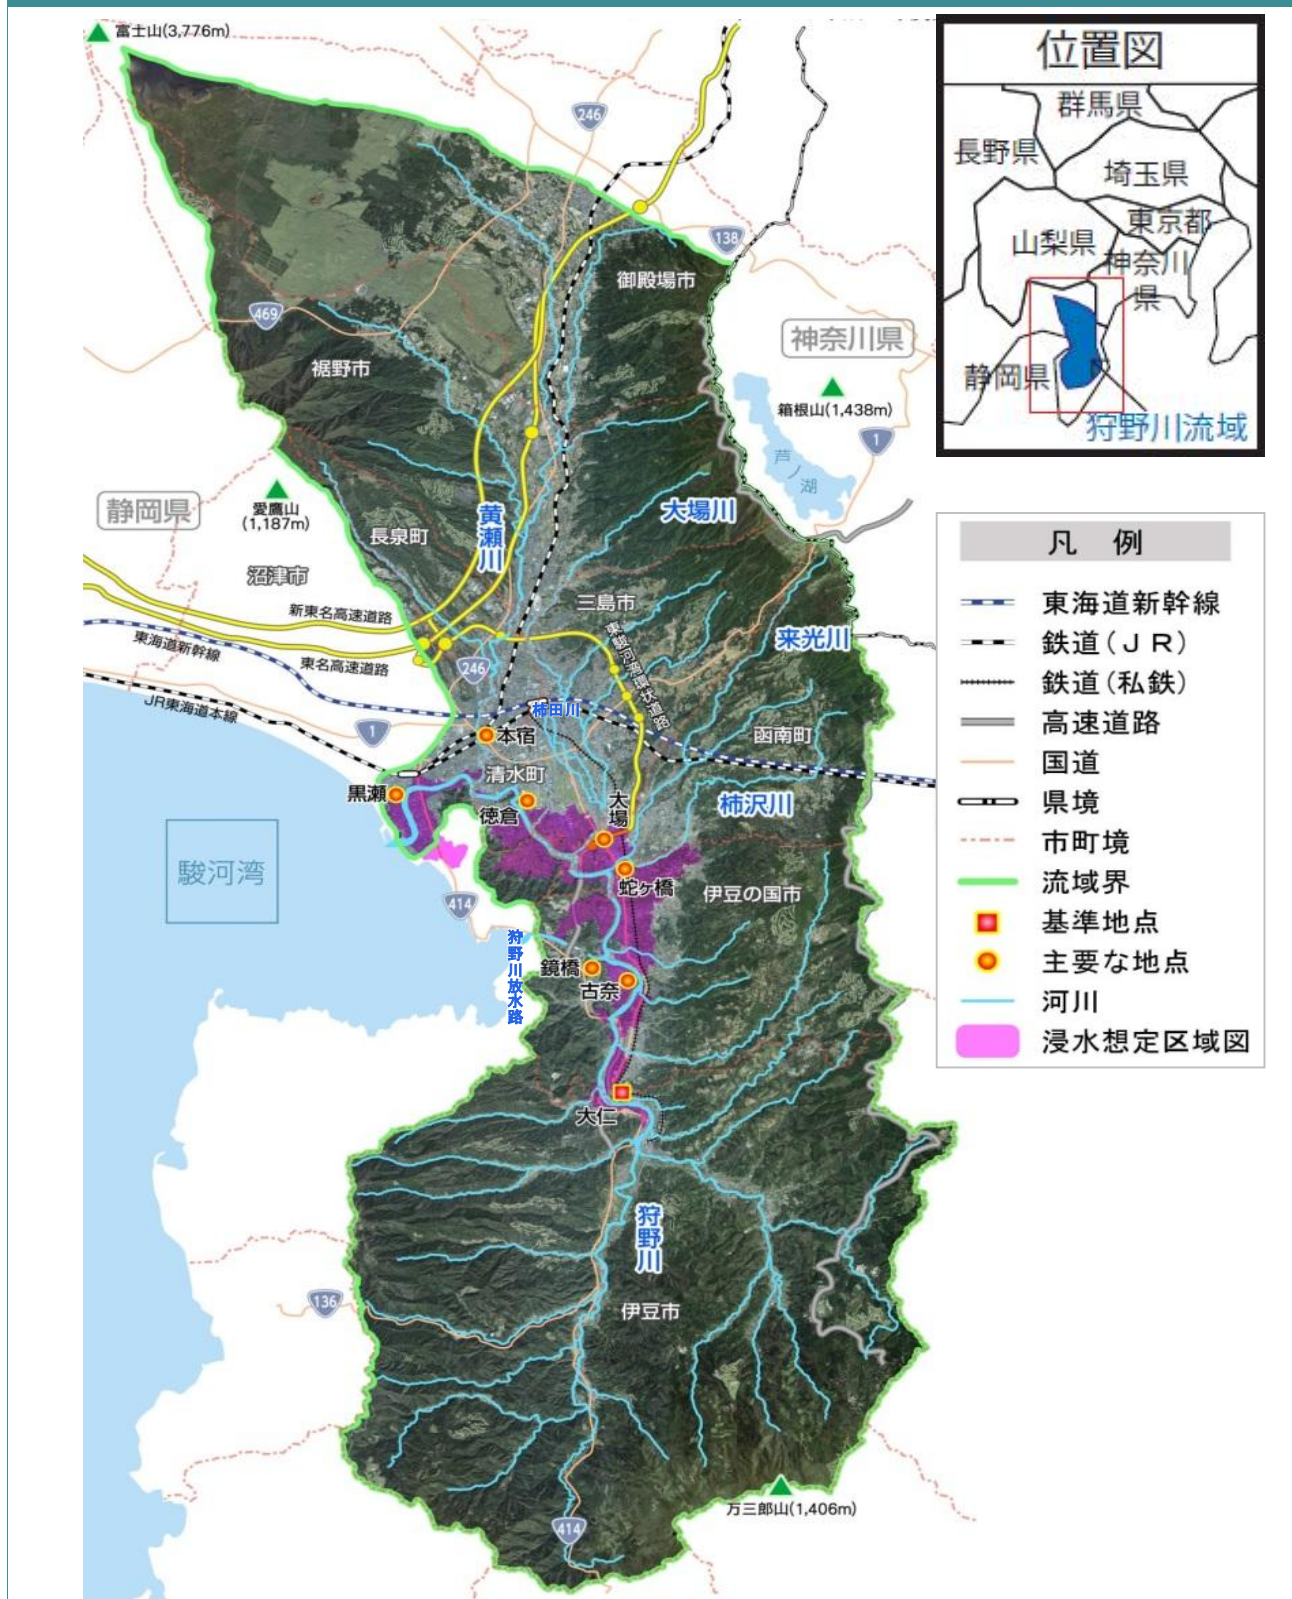 富士山(3,776m)
246
138
御殿場市
469
裾野市
神奈川県
箱根山(1,438m)
1
芦ノ湖
静岡県
愛鷹山
(1,187m)
長泉町
黄瀬川
大場川
沼津市
新東名高速道路
三島市
東駿河湾環状道路
来光川
東海道新幹線
東名高速道路
246
JR東海道本線
1
柿田川
本宿
函南町
清水町
黒瀬
徳倉
大場
柿沢川
駿河湾
蛇ヶ橋
伊豆の国市
414
狩野川放水路
鏡橋
古奈
大仁
狩野川
136
伊豆市
万三郎山(1,406m)
414
位置図
群馬県
長野県
埼玉県
東京都
山梨県
神奈川県
静岡県
狩野川流域
凡 例
東海道新幹線
鉄道(JR)
鉄道(私鉄)
高速道路
国道
県境
市町境
流域界
基準地点
主要な地点
河川
浸水想定区域図